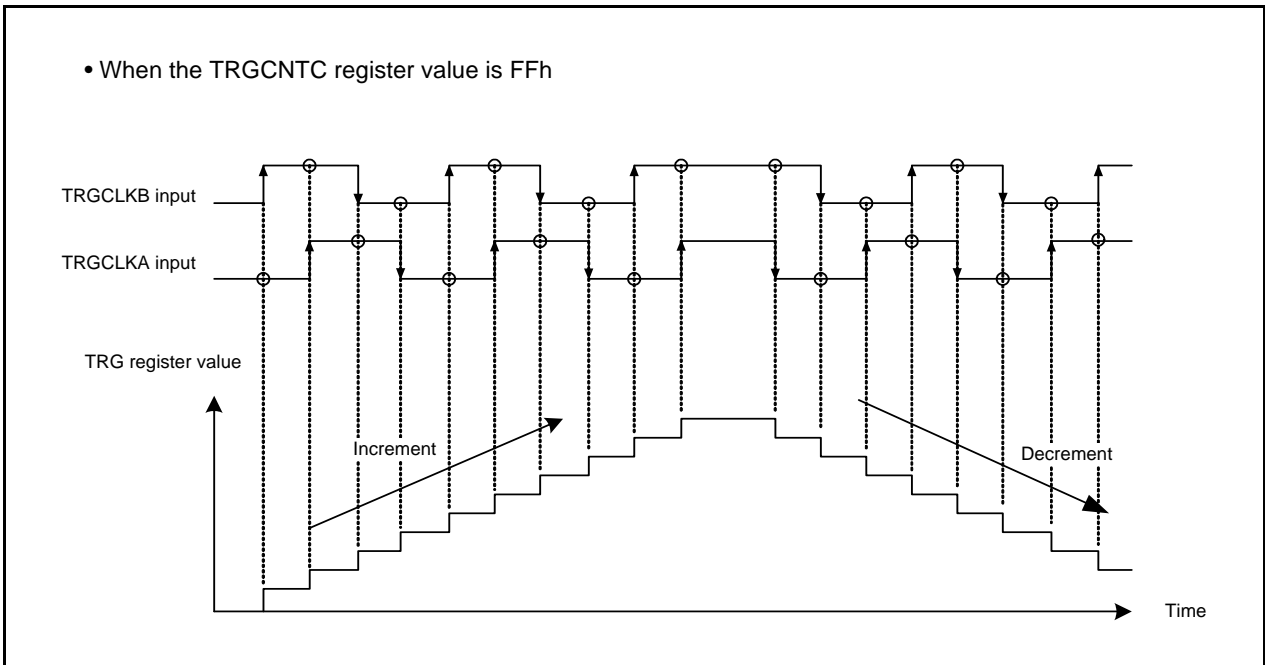 • When the TRGCNTC register value is FFh
TRGCLKB input
TRGCLKA input
TRG register value
Increment
Decrement
Time